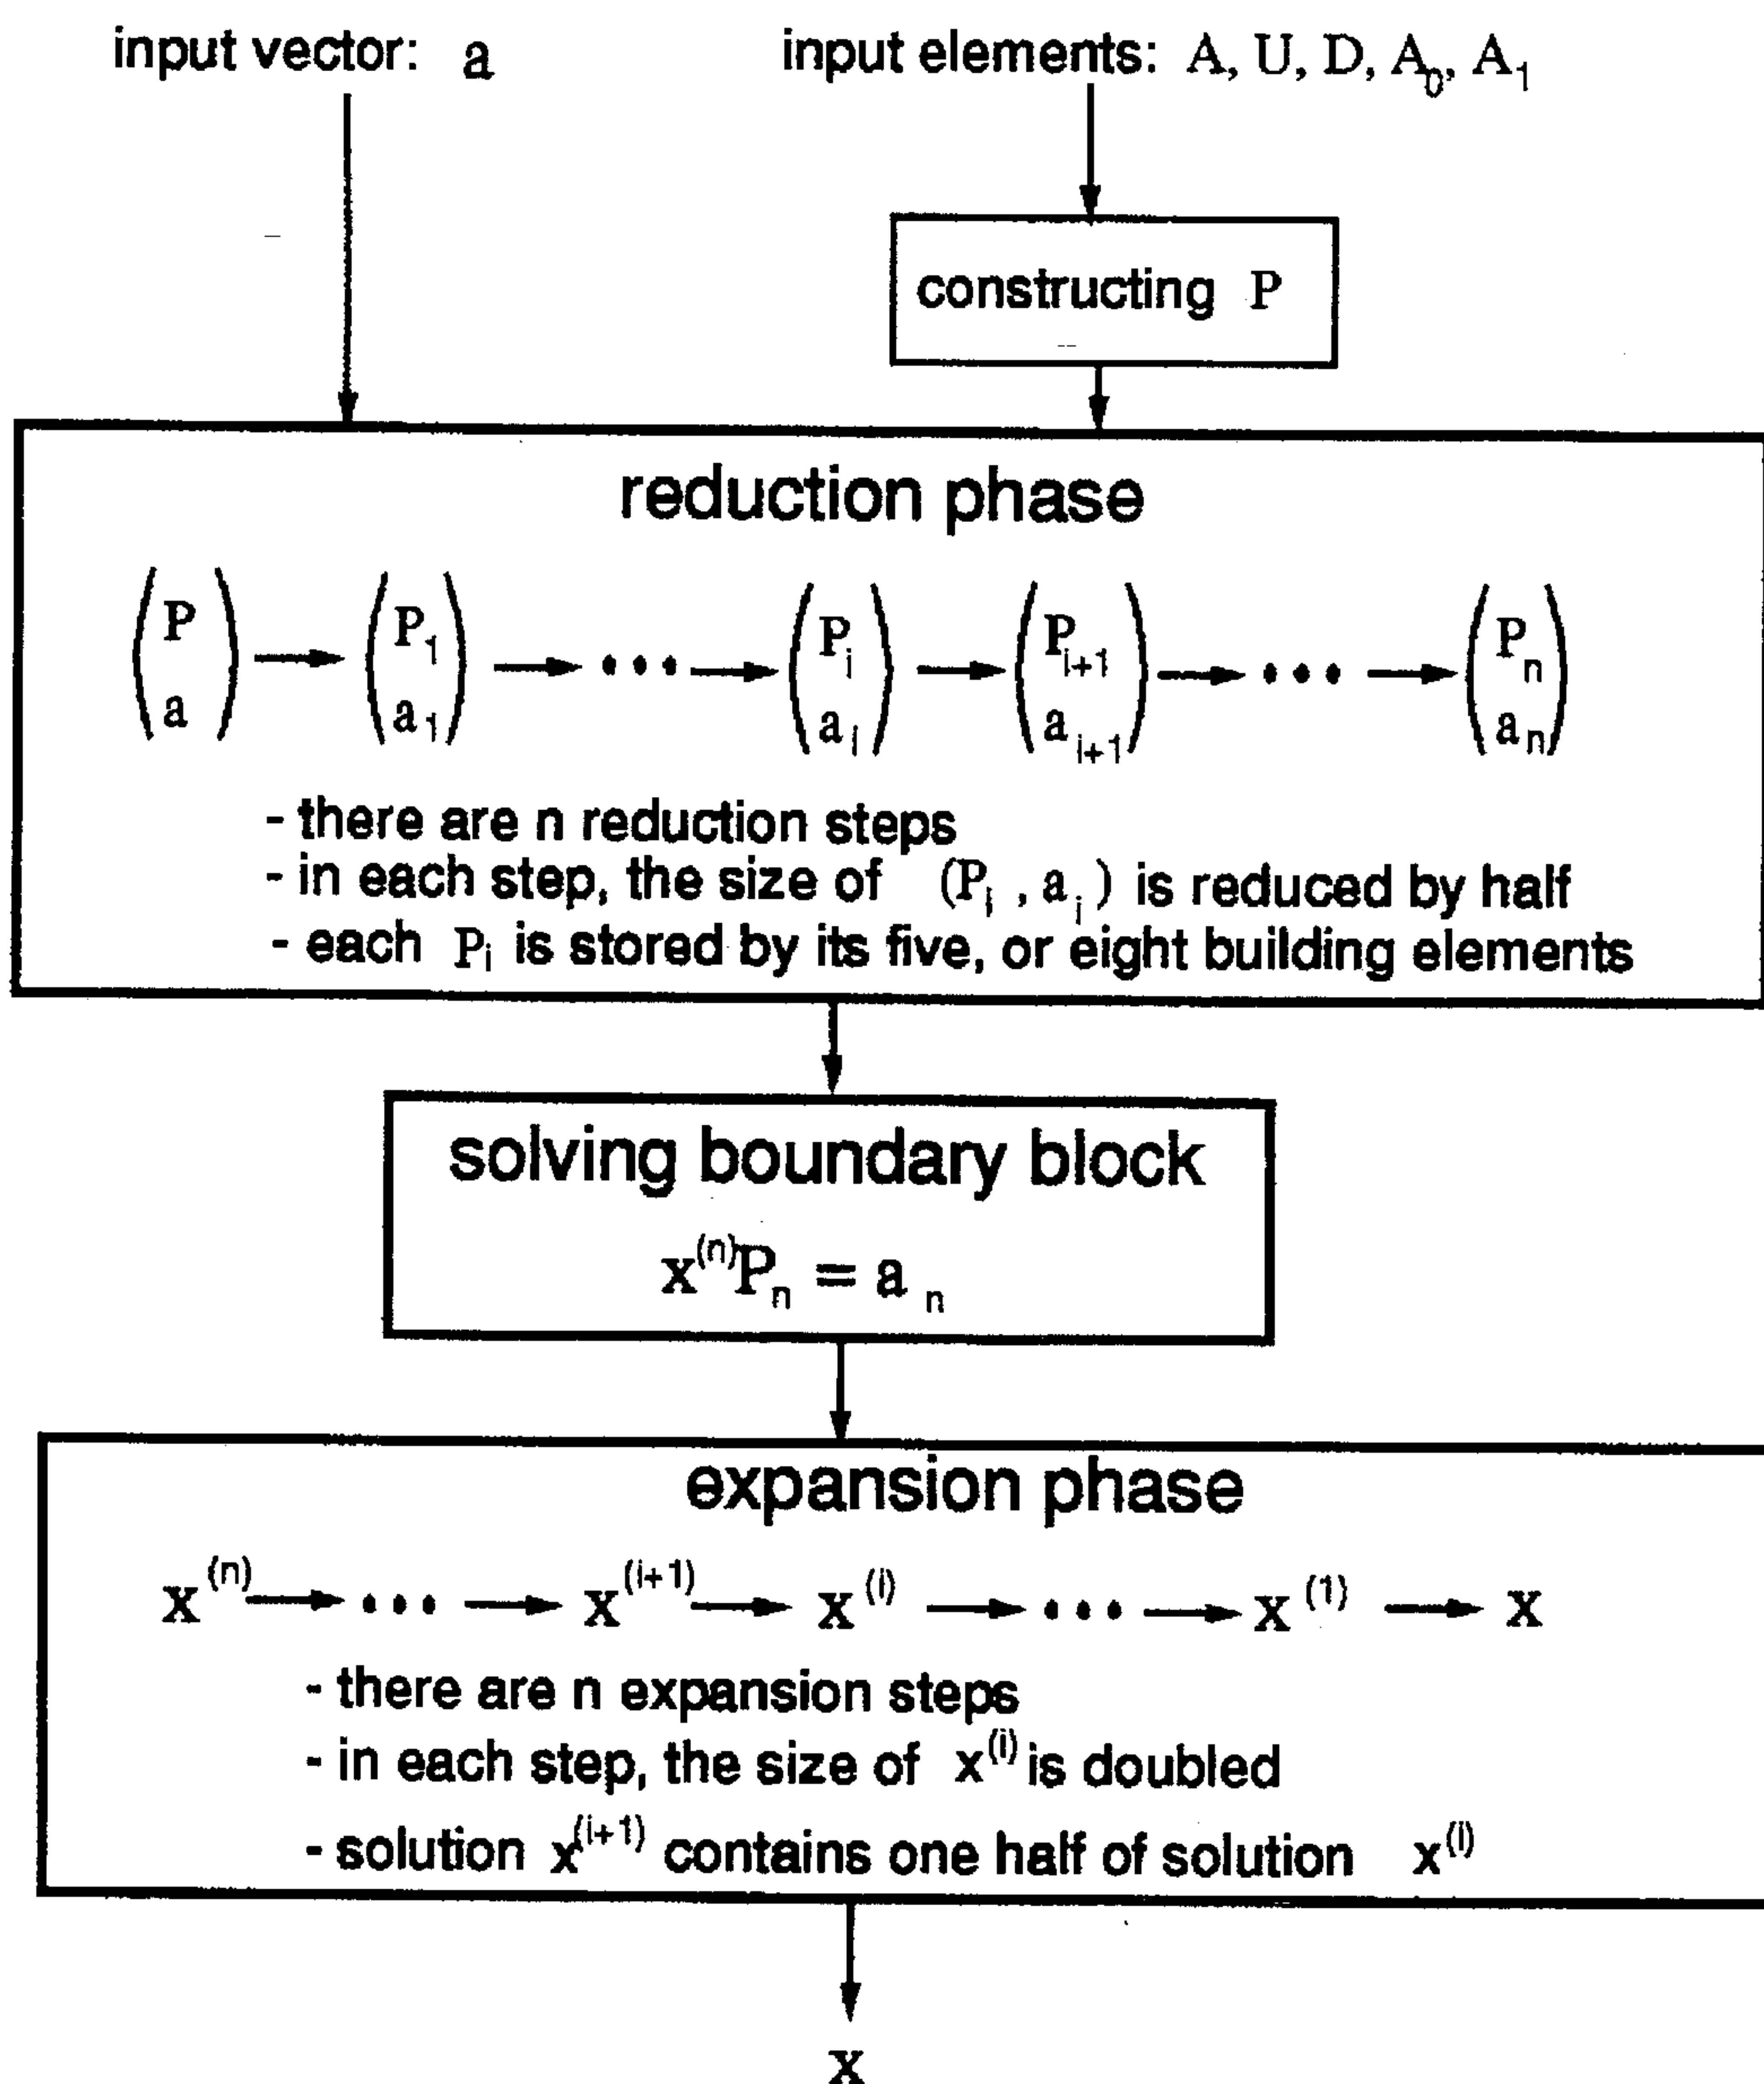 input vector: a
input elements: A, U, D, A₀, A₁
constructing P
reduction phase
(P a) → (P₁ a₁) → ••• → (Pᵢ aᵢ) → (Pᵢ₊₁ aᵢ₊₁) → ••• → (Pₙ aₙ)
- there are n reduction steps
- in each step, the size of (Pᵢ , aᵢ) is reduced by half
- each Pᵢ is stored by its five, or eight building elements
solving boundary block
x⁽ⁿ⁾Pₙ = aₙ
expansion phase
x⁽ⁿ⁾ → ••• → x⁽ⁱ⁺¹⁾ → x⁽ⁱ⁾ → ••• → x⁽¹⁾ → x
- there are n expansion steps
- in each step, the size of x⁽ⁱ⁾ is doubled
- solution x⁽ⁱ⁺¹⁾ contains one half of solution x⁽ⁱ⁾
x